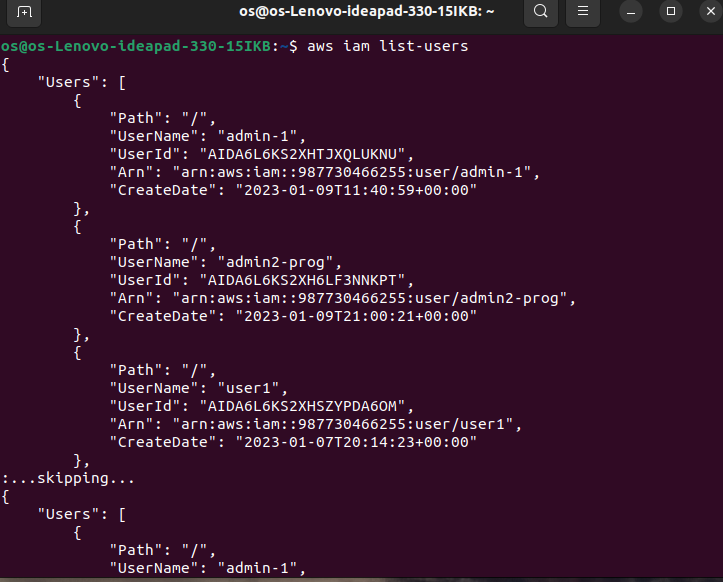 os@os-Lenovo-ideapad-330-15IKB: ~
os@os-Lenovo-ideapad-330-15IKB:~$ aws iam list-users
{
    "Users": [
        {
            "Path": "/",
            "UserName": "admin-1",
            "UserId": "AIDA6L6KS2XHTJXQLUKNU",
            "Arn": "arn:aws:iam::987730466255:user/admin-1",
            "CreateDate": "2023-01-09T11:40:59+00:00"
        },
        {
            "Path": "/",
            "UserName": "admin2-prog",
            "UserId": "AIDA6L6KS2XH6LF3NNKPT",
            "Arn": "arn:aws:iam::987730466255:user/admin2-prog",
            "CreateDate": "2023-01-09T21:00:21+00:00"
        },
        {
            "Path": "/",
            "UserName": "user1",
            "UserId": "AIDA6L6KS2XHSZYPDA6OM",
            "Arn": "arn:aws:iam::987730466255:user/user1",
            "CreateDate": "2023-01-07T20:14:23+00:00"
        },
:...skipping...
{
    "Users": [
        {
            "Path": "/",
            "UserName": "admin-1",